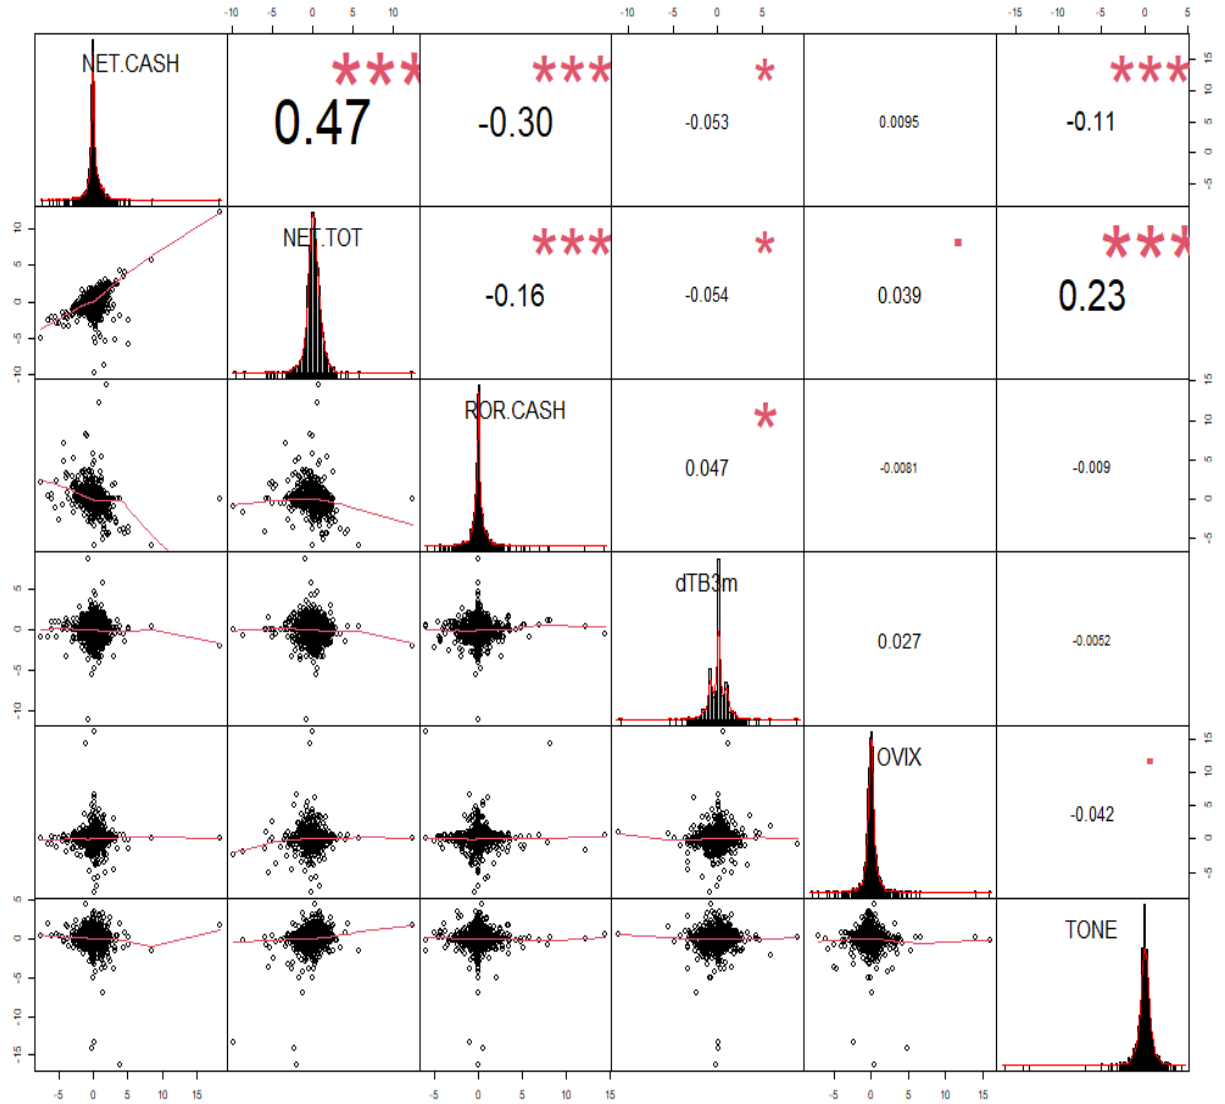 -10 -5 0 5 10 -10 -5 0 5 -15 -5 0 5
NET.CASH *** 0.47 *** -0.30 * -0.053 0.0095 *** -0.11 -5 0 5 10 15
-10 -5 0 5 10 NET.TOT *** -0.16 * -0.054 . 0.039 *** 0.23
ROR.CASH * 0.047 -0.0081 -0.009 -5 0 5 10 15
-10 -5 0 5 dTB3m 0.027 -0.0052
OVIX . -0.042 -5 0 5 10 15
-15 -10 -5 0 5 TONE
-5 0 5 10 15 -5 0 5 10 15 -5 0 5 10 15